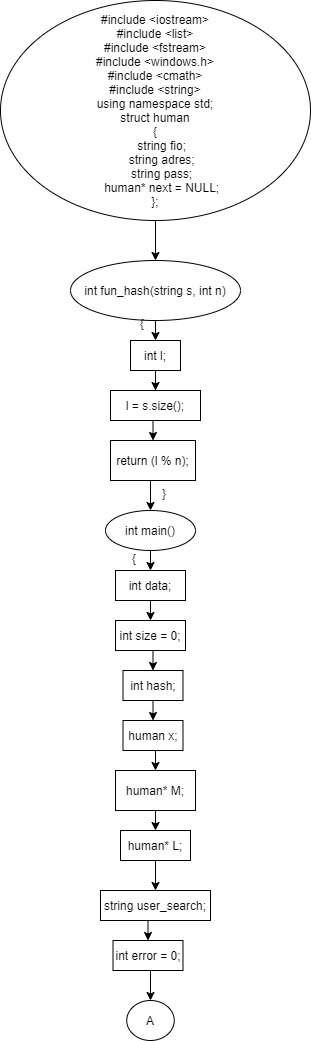 #include <iostream>
#include <list>
#include <fstream>
#include <windows.h>
#include <cmath>
#include <string>
using namespace std;
struct human
{
string fio;
string adres;
string pass;
human* next = NULL;
};
int fun_hash(string s, int n)
{
int l;
l = s.size();
return (l % n);
}
int main()
{
int data;
int size = 0;
int hash;
human x;
human* M;
human* L;
string user_search;
int error = 0;
A